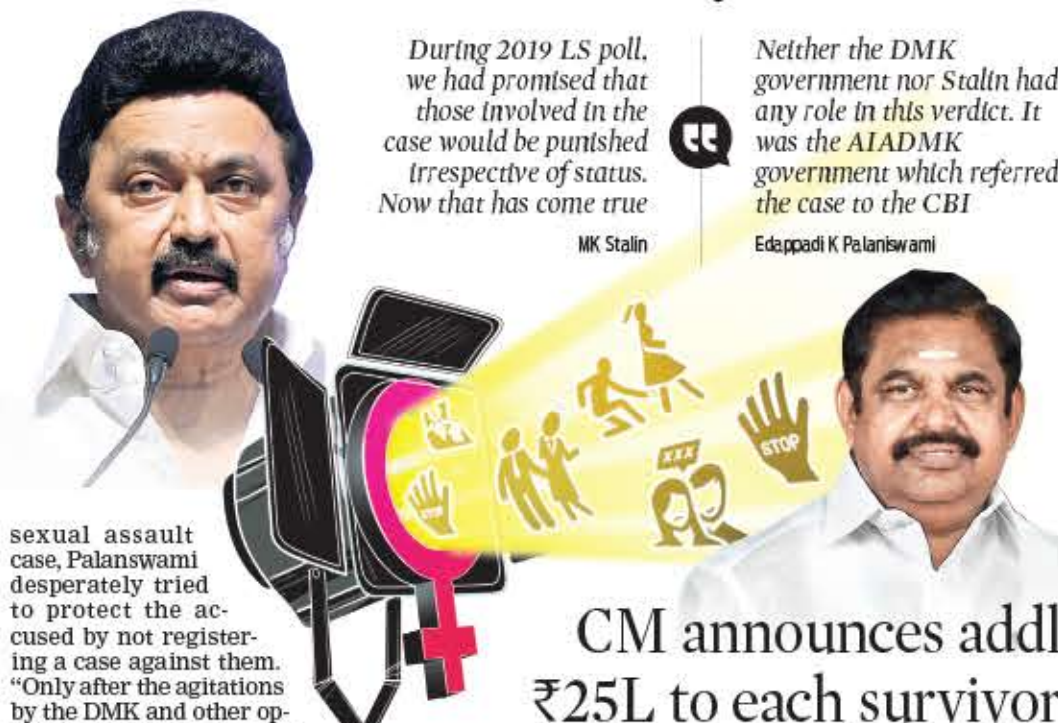 During 2019 LS poll,
we had promised that
those involved in the
case would be punished
irrespective of status.
Now that has come true
MK Stalin
Neither the DMK
government nor Stalin had
any role in this verdict. It
was the AIADMK
government which referred
the case to the CBI
Edappadi K Palaniswami
STOP
XXX
STOP
sexual assault
case, Palanswami
desperately tried
to protect the ac-
cused by not register-
ing a case against them.
“Only after the agitations
by the DMK and other op-
CM announces addl
₹25L to each survivor